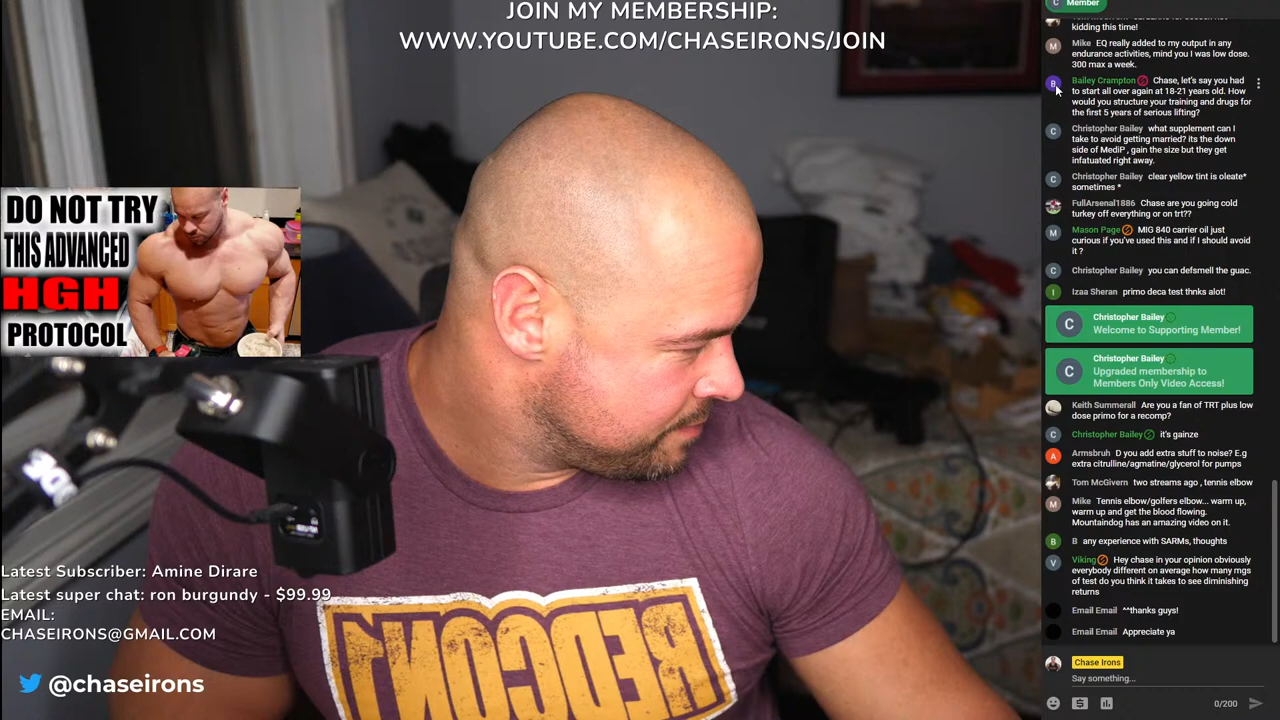 JOIN MY MEMBERSHIP:
WWW.YOUTUBE.COM/CHASEIRONS/JOIN
DO NOT TRY
THIS ADVANCED
HGH
PROTOCOL
Latest Subscriber: Amine Dirare
Latest super chat: ron burgundy - $99.99
EMAIL:
CHASEIRONS@GMAIL.COM
@chaseirons
REDCON1
C Member
kidding this time!
M Mike EQ really added to my output in any
endurance activities, mind you I was low dose.
300 max a week.
B Bailey Crampton Chase, let's say you had
to start all over again at 18-21 years old. How
would you structure your training and drugs for
the first 5 years of serious lifting?
C Christopher Bailey what supplement can I
take to avoid getting married? its the down
side of MediP , gain the size but they get
infatuated right away.
C Christopher Bailey clear yellow tint is oleate*
sometimes *
FullArsenal1886 Chase are you going cold
turkey off everything or on trt??
M Mason Page MIG 840 carrier oil just
curious if you've used this and if I should avoid
it ?
C Christopher Bailey you can defsmell the guac.
I Izaa Sheran primo deca test thnks alot!
C Christopher Bailey
Welcome to Supporting Member!
C Christopher Bailey
Upgraded membership to
Members Only Video Access!
Keith Summerall Are you a fan of TRT plus low
dose primo for a recomp?
C Christopher Bailey it's gainze
A Armsbruh D you add extra stuff to noise? E.g
extra citrulline/agmatine/glycerol for pumps
Tom McGivern two streams ago , tennis elbow
M Mike Tennis elbow/golfers elbow... warm up,
warm up and get the blood flowing.
Mountaindog has an amazing video on it.
B B any experience with SARMs, thoughts
V Viking Hey chase in your opinion obviously
everybody different on average how many mgs
of test do you think it takes to see diminishing
returns
Email Email ^^thanks guys!
Email Email Appreciate ya
Chase Irons
Say something...
0/200